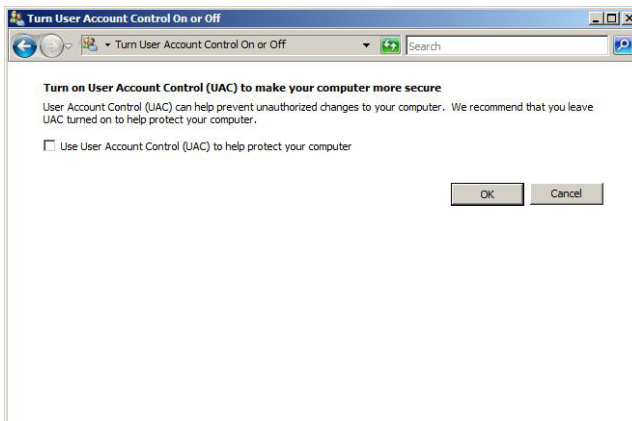 Turn User Account Control On or Off
Turn User Account Control On or Off
Search
Turn on User Account Control (UAC) to make your computer more secure
User Account Control (UAC) can help prevent unauthorized changes to your computer. We recommend that you leave
UAC turned on to help protect your computer.
Use User Account Control (UAC) to help protect your computer
OK
Cancel